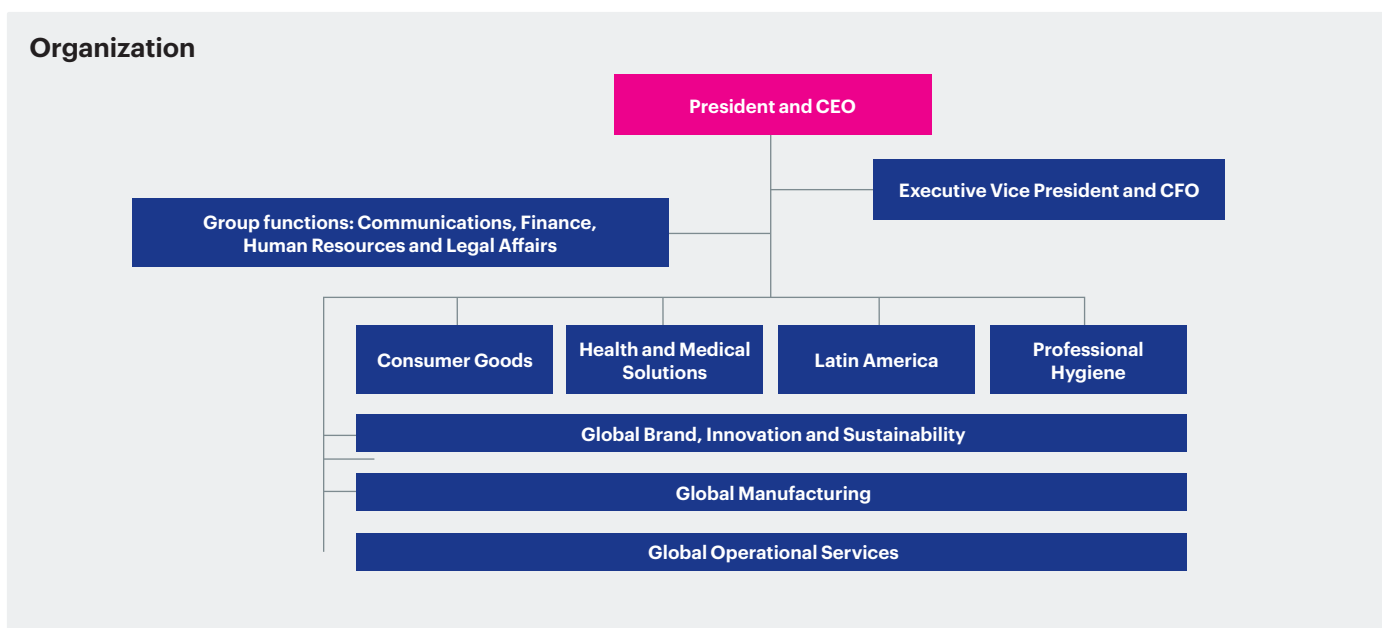 Organization
President and CEO
Executive Vice President and CFO
Group functions: Communications, Finance,
Human Resources and Legal Affairs
Consumer Goods
Health and Medical
Solutions
Latin America
Professional
Hygiene
Global Brand, Innovation and Sustainability
Global Manufacturing
Global Operational Services